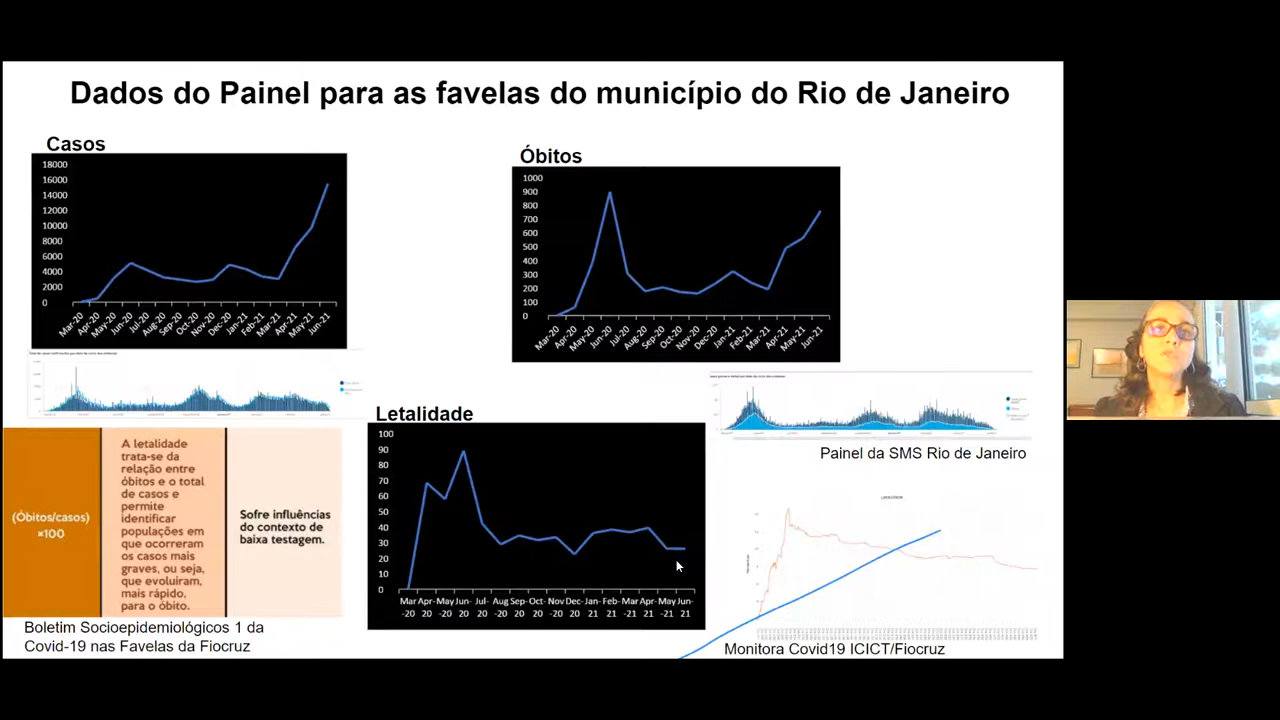 Dados do Painel para as favelas do município do Rio de Janeiro
Casos
18000
16000
14000
12000
10000
8000
6000
4000
2000
0
Mar-20
Apr-20
May-20
Jun-20
Jul-20
Aug-20
Sep-20
Oct-20
Nov-20
Dec-20
Jan-21
Feb-21
Mar-21
Apr-21
May-21
Jun-21
Óbitos
1000
900
800
700
600
500
400
300
200
100
0
Mar-20
Apr-20
May-20
Jun-20
Jul-20
Aug-20
Sep-20
Oct-20
Nov-20
Dec-20
Jan-21
Feb-21
Mar-21
Apr-21
May-21
Jun-21
(Óbitos/casos)
×100
A letalidade
trata-se da
relação entre
óbitos e o total
de casos e
permite
identificar
populações em
que ocorreram
os casos mais
graves, ou seja,
que evoluíram,
mais rápido,
para o óbito.
Sofre influências
do contexto de
baixa testagem.
Boletim Socioepidemiológicos 1 da
Covid-19 nas Favelas da Fiocruz
Letalidade
100
90
80
70
60
50
40
30
20
10
0
Mar Apr- May Jun- Jul- Aug Sep- Oct- Nov Dec- Jan- Feb- Mar Apr- May Jun-
-20 20 -20 20 20 -20 20 20 -20 20 21 21 -21 21 -21 21
Painel da SMS Rio de Janeiro
Monitora Covid19 ICICT/Fiocruz